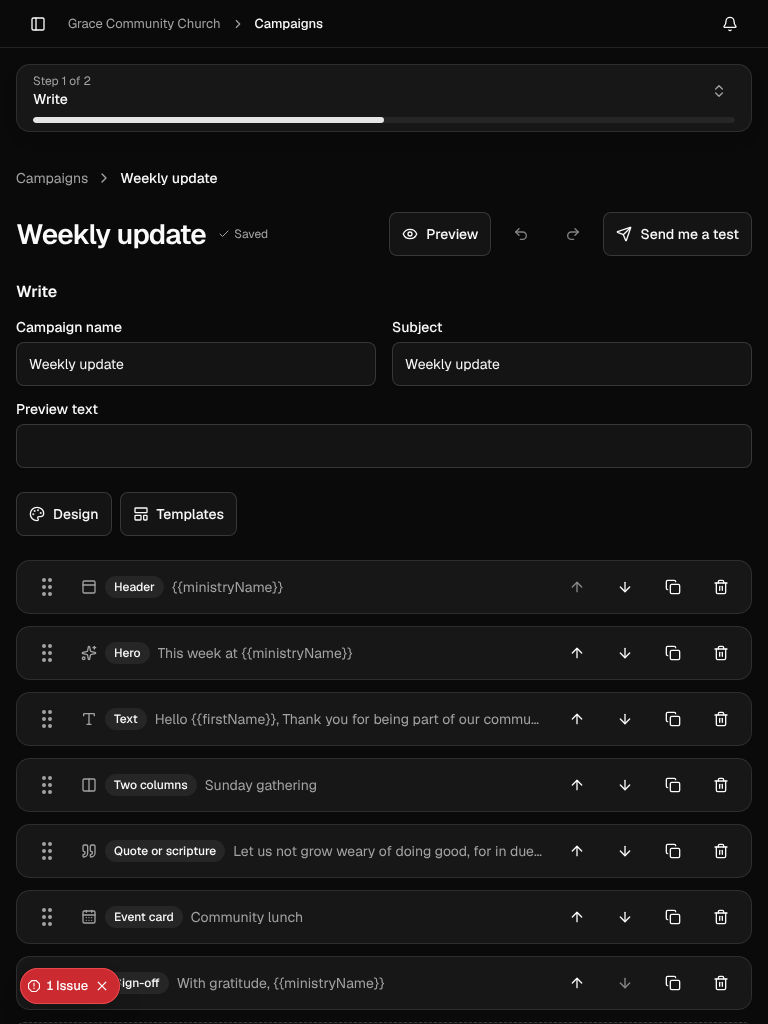 Grace Community Church > Campaigns
Step 1 of 2
Write
Campaigns > Weekly update
Weekly update
Saved
Preview
Send me a test
Write
Campaign name
Subject
Weekly update
Weekly update
Preview text
Design
Templates
Header {{ministryName}}
Hero This week at {{ministryName}}
Text Hello {{firstName}}, Thank you for being part of our commu...
Two columns Sunday gathering
Quote or scripture Let us not grow weary of doing good, for in due...
Event card Community lunch
ign-off With gratitude, {{ministryName}}
1 Issue